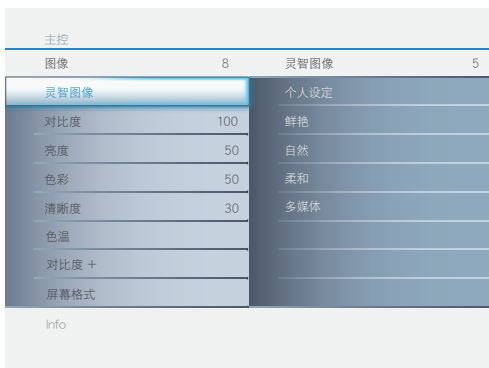 主控
图像 8 灵智图像 5
灵智图像 个人设定
对比度 100 鲜艳
亮度 50 自然
色彩 50 柔和
清晰度 30 多媒体
色温
对比度 +
屏幕格式
Info